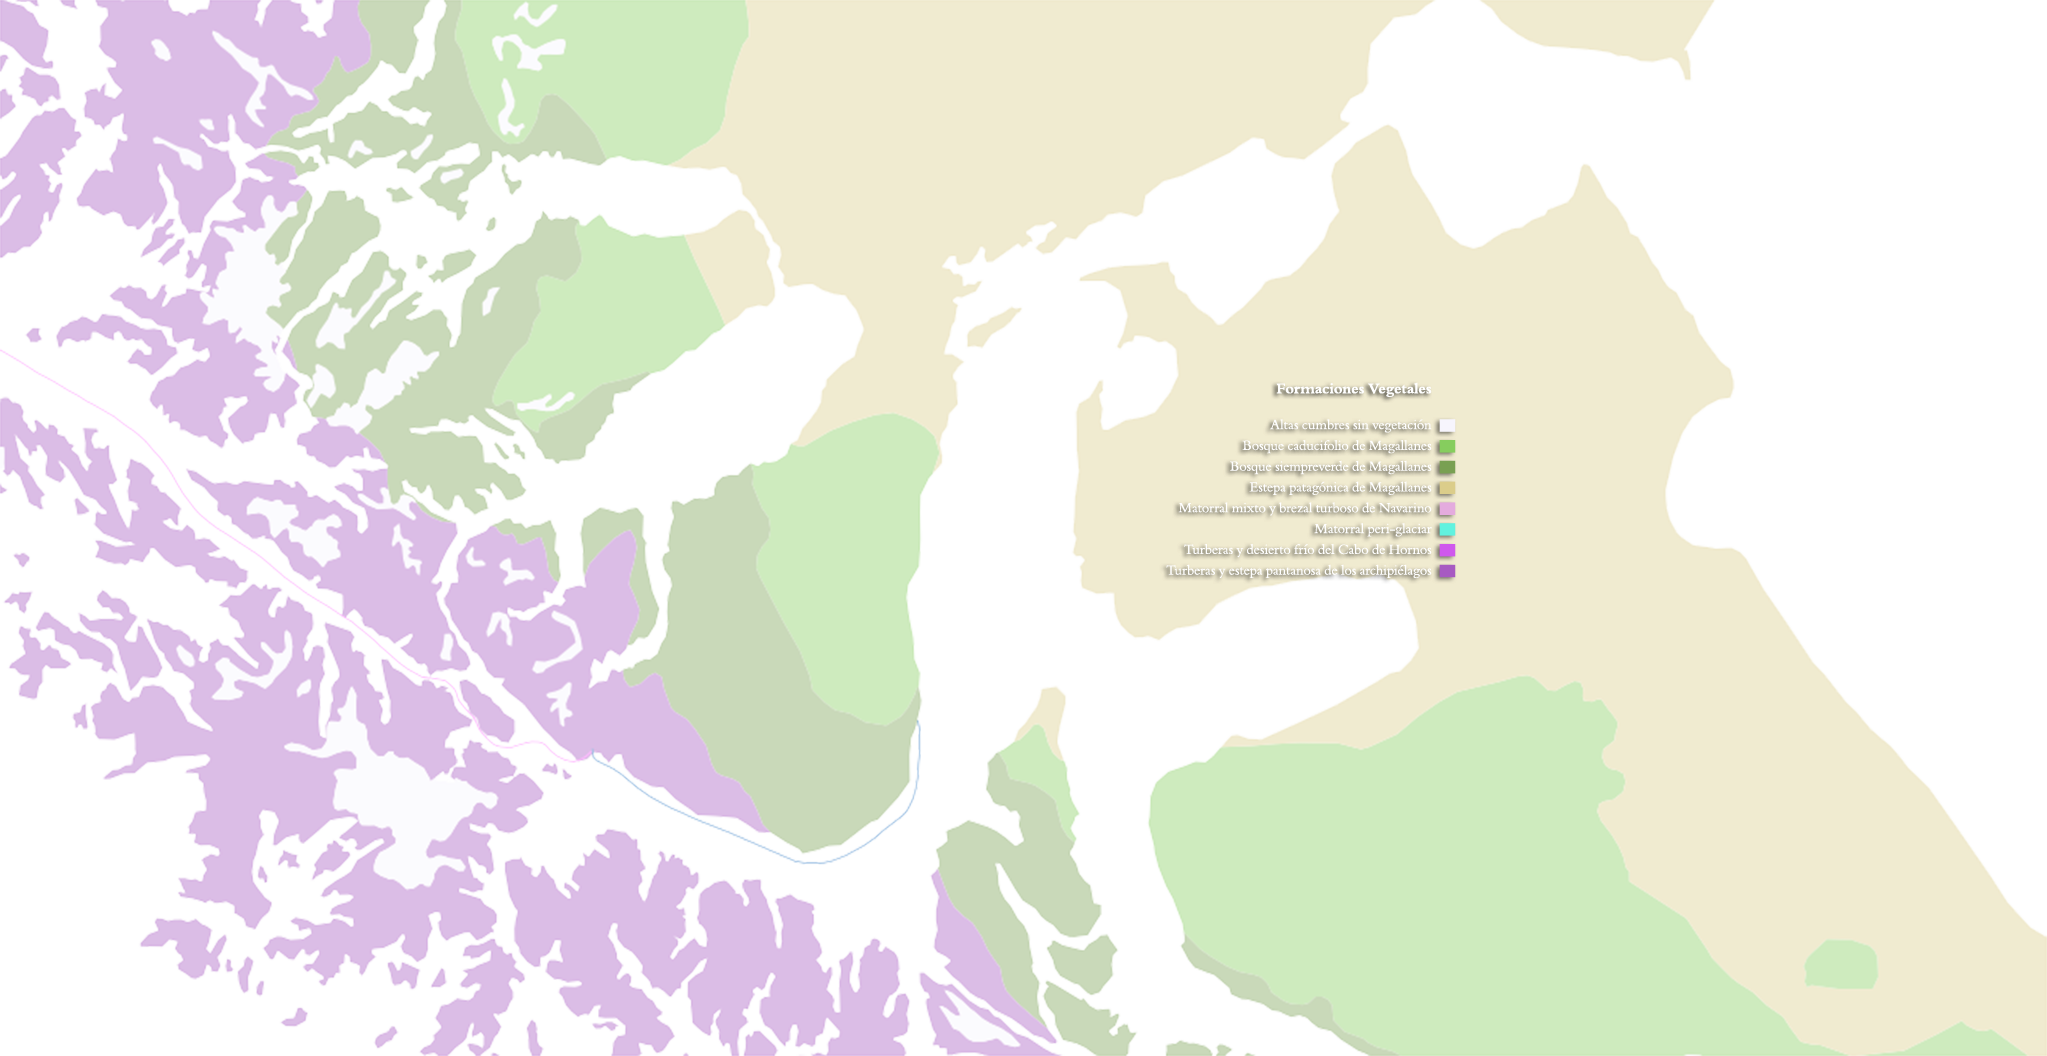 Formaciones Vegetales
Altas cumbres sin vegetación
Bosque caducifolio de Magallanes
Bosque siempreverde de Magallanes
Estepa patagónica de Magallanes
Matorral mixto y brezal turboso de Navarino
Matorral peri-glaciar
Turberas y desierto frío del Cabo de Hornos
Turberas y estepa pantanosa de los archipiélagos